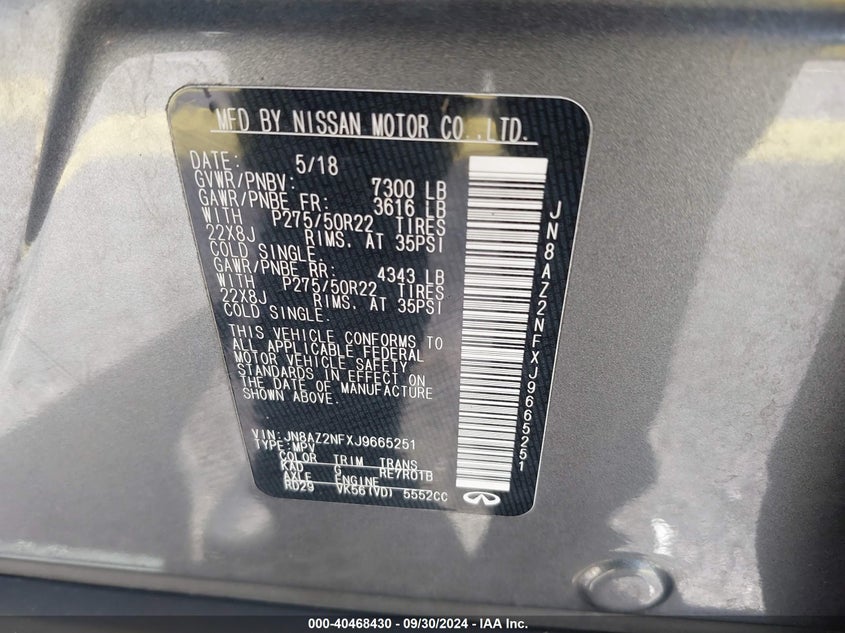 MFD BY NISSAN MOTOR CO.,LTD.
DATE: 5/18
GVWR/PNBV: 7300 LB
GAWR/PNBE FR: 3616 LB
WITH P275/50R22 TIRES
22X8J RIMS. AT 35PSI
COLD SINGLE.
GAWR/PNBE RR: 4343 LB
WITH P275/50R22 TIRES
22X8J RIMS. AT 35PSI
COLD SINGLE.
THIS VEHICLE CONFORMS TO
ALL APPLICABLE FEDERAL
MOTOR VEHICLE SAFETY
STANDARDS IN EFFECT ON
THE DATE OF MANUFACTURE
SHOWN ABOVE.
VIN: JN8AZ2NFXJ9665251
TYPE: MPV
COLOR TRIM TRANS
KAD G RE7R01B
AXLE ENGINE
RD29 VK56(VD) 5552CC
JN8AZ2NFXJ9665251
000-40468430 - 09/30/2024 - IAA Inc.